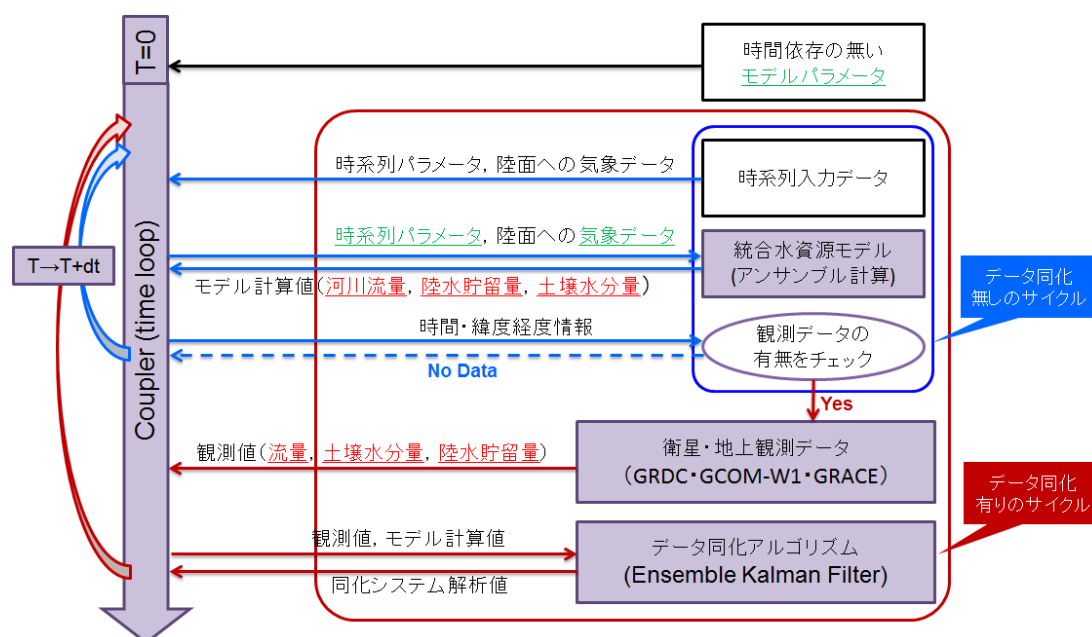 T=0
時間依存の無い
モデルパラメータ
時系列パラメータ, 陸面への気象データ
時系列入力データ
時系列パラメータ, 陸面への気象データ
統合水資源モデル
(アンサンブル計算)
T→T+dt
モデル計算値(河川流量, 陸水貯留量, 土壌水分量)
データ同化
無しのサイクル
時間・緯度経度情報
観測データの
有無をチェック
No Data
Coupler (time loop)
Yes
観測値(流量, 土壌水分量, 陸水貯留量)
衛星・地上観測データ
(GRDC・GCOM-W1・GRACE)
データ同化
有りのサイクル
観測値, モデル計算値
データ同化アルゴリズム
(Ensemble Kalman Filter)
同化システム解析値